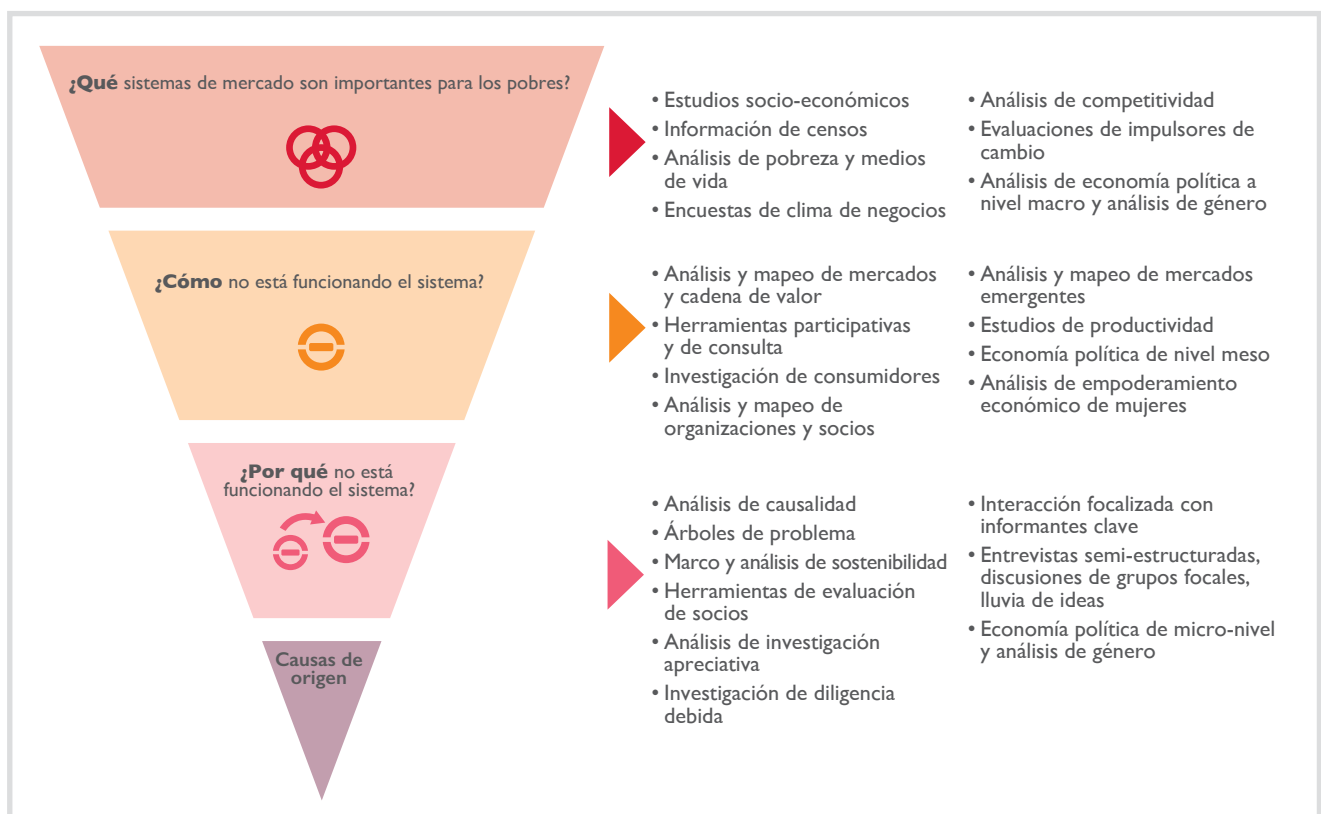 ¿Qué sistemas de mercado son importantes para los pobres?
• Estudios socio-económicos
• Información de censos
• Análisis de pobreza y medios
de vida
• Encuestas de clima de negocios
• Análisis de competitividad
• Evaluaciones de impulsores de
cambio
• Análisis de economía política a
nivel macro y análisis de género
¿Cómo no está funcionando el sistema?
• Análisis y mapeo de mercados
y cadena de valor
• Herramientas participativas
y de consulta
• Investigación de consumidores
• Análisis y mapeo de
organizaciones y socios
• Análisis y mapeo de mercados
emergentes
• Estudios de productividad
• Economía política de nivel meso
• Análisis de empoderamiento
económico de mujeres
¿Por qué no está
funcionando el sistema?
• Análisis de causalidad
• Árboles de problema
• Marco y análisis de sostenibilidad
• Herramientas de evaluación
de socios
• Análisis de investigación
apreciativa
• Investigación de diligencia
debida
• Interacción focalizada con
informantes clave
• Entrevistas semi-estructuradas,
discusiones de grupos focales,
lluvia de ideas
• Economía política de micro-nivel
y análisis de género
Causas de
origen